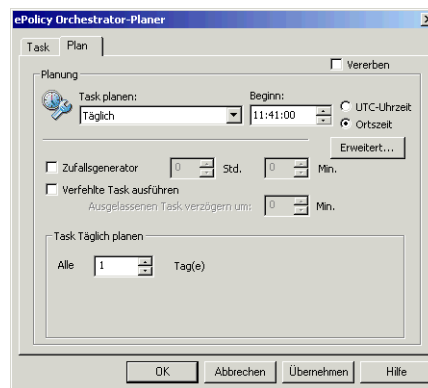 ePolicy Orchestrator-Planer
Task Plan
Vererben
Planung
Task planen: Beginn:
Täglich 11:41:00 UTC-Uhrzeit
Ortszeit
Erweitert...
Zufallsgenerator 0 Std. 0 Min.
Verfehlte Task ausführen
Ausgelassenen Task verzögern um: 0 Min.
Task Täglich planen
Alle 1 Tag(e)
OK Abbrechen Übernehmen Hilfe